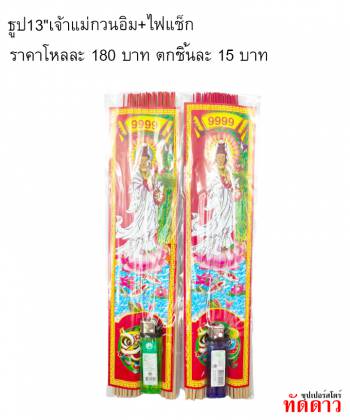 ธูป13"เจ้าแม่กวนอิม+ไฟแช็ก
ราคาโหลละ 180 บาท ตกชิ้นละ 15 บาท
9999
9999
ซุปเปอร์สโตร์
ทัดดาว